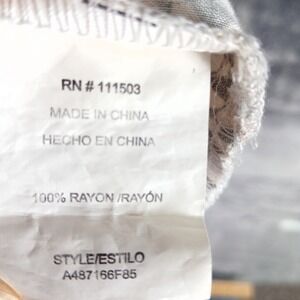 RN # 111503
MADE IN CHINA
HECHO EN CHINA
100% RAYON /RAYÓN
STYLE/ESTILO
A487166F85